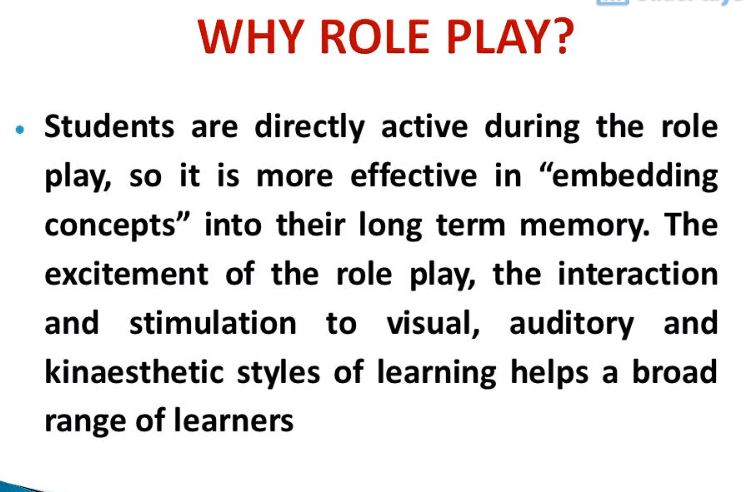 WHY ROLE PLAY?
• Students are directly active during the role
play, so it is more effective in “embedding
concepts” into their long term memory. The
excitement of the role play, the interaction
and stimulation to visual, auditory and
kinaesthetic styles of learning helps a broad
range of learners